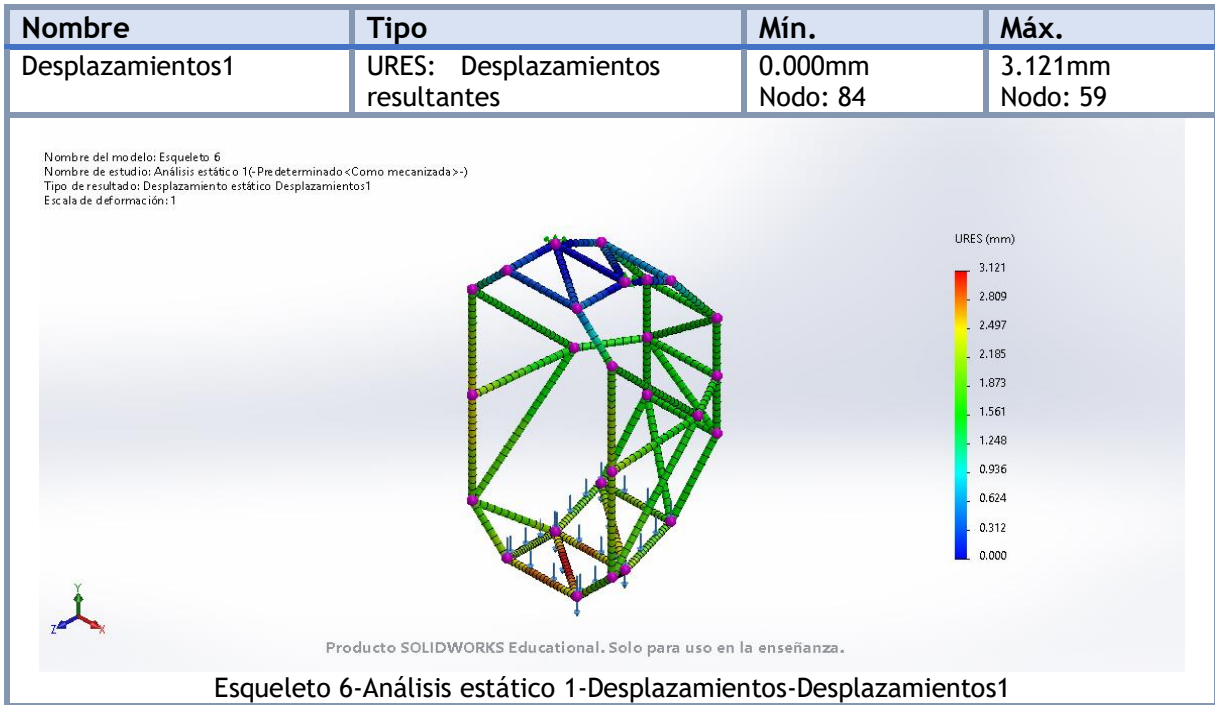 Nombre Tipo Mín. Máx.
Desplazamientos1 URES: Desplazamientos resultantes 0.000mm Nodo: 84 3.121mm Nodo: 59
Nombre del modelo: Esqueleto 6
Nombre de estudio: Análisis estático 1(-Predeterminado<Como mecanizada>-)
Tipo de resultado: Desplazamiento estático Desplazamientos1
Escala de deformación: 1
URES (mm)
3.121
2.809
2.497
2.185
1.873
1.561
1.248
0.936
0.624
0.312
0.000
Y
Z
X
Producto SOLIDWORKS Educational. Solo para uso en la enseñanza.
Esqueleto 6-Análisis estático 1-Desplazamientos-Desplazamientos1